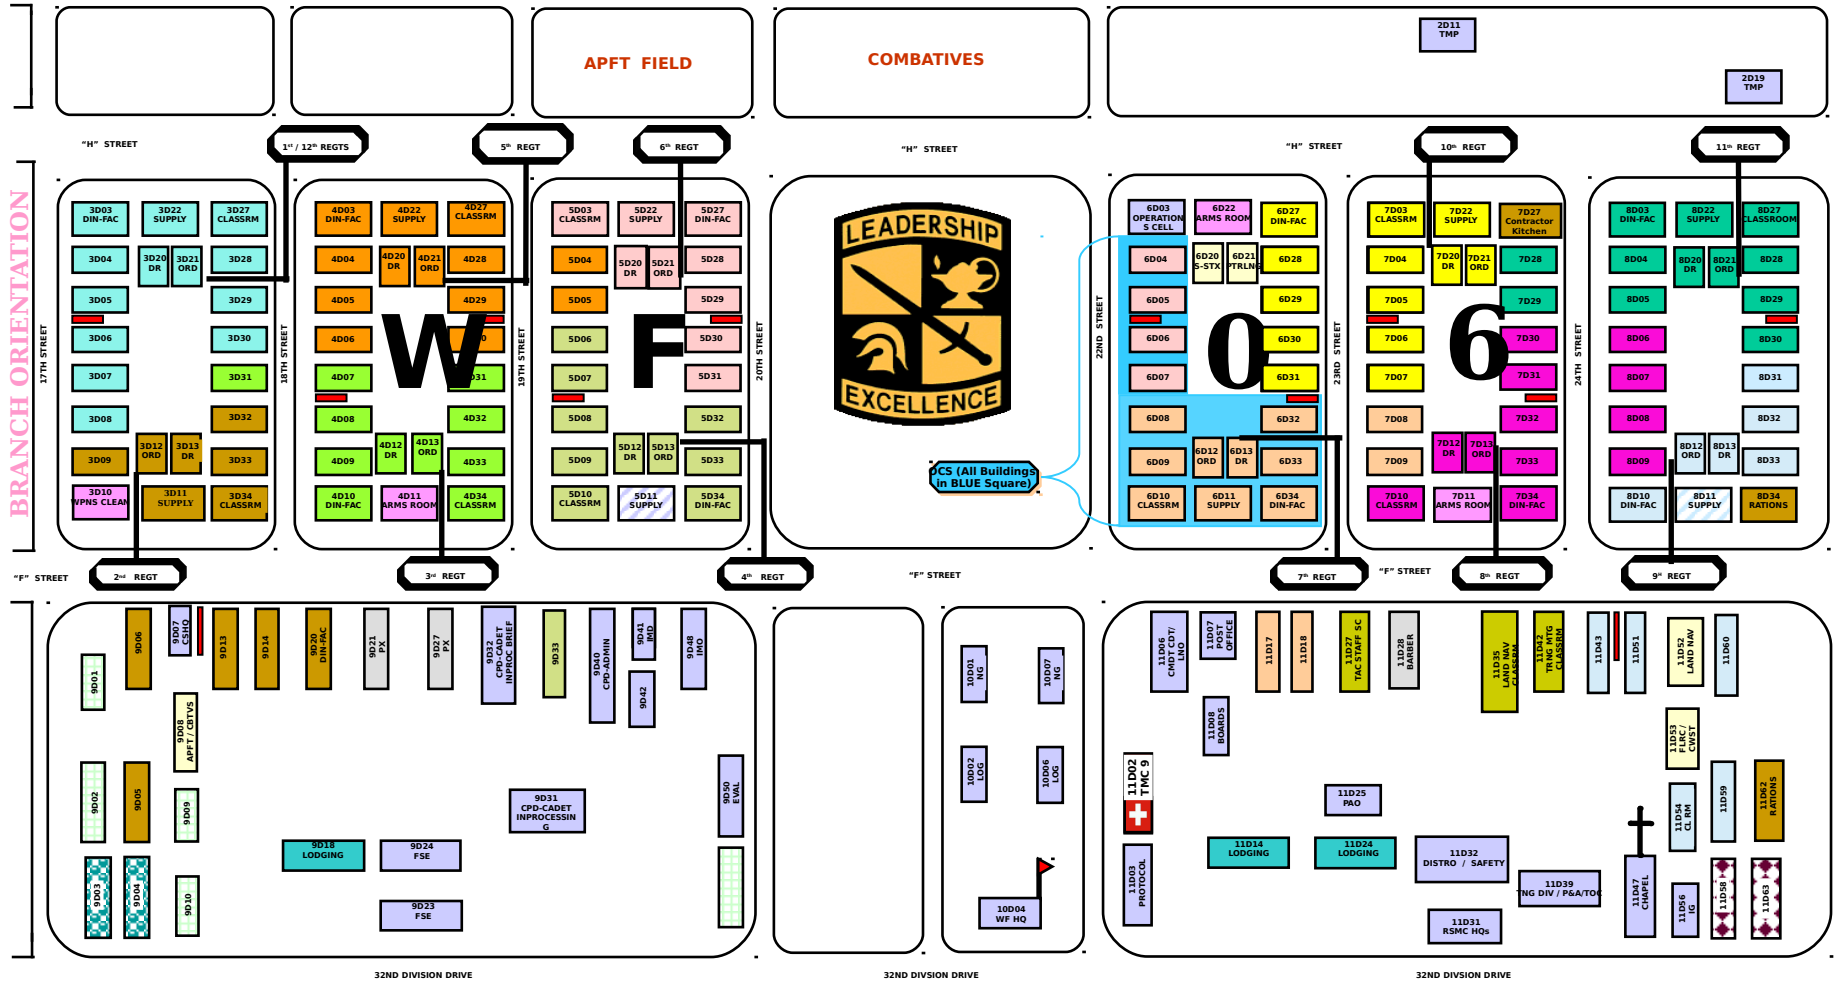 APFT FIELD
COMBATIVES
2D11
TMP
2D19
TMP
"H" STREET
1st / 12th REGTS
5th REGT
6th REGT
"H" STREET
"H" STREET
10th REGT
11th REGT
BRANCH ORIENTATION
17TH STREET
3D03
DIN-FAC
3D22
SUPPLY
3D27
CLASSRM
3D04
3D20
DR
3D21
ORD
3D28
3D05
3D29
3D06
3D30
3D07
3D31
3D08
3D32
3D12
ORD
3D13
DR
3D09
3D33
3D10
WPNS CLEAN
3D11
SUPPLY
3D34
CLASSRM
18TH STREET
4D03
DIN-FAC
4D22
SUPPLY
4D27
CLASSRM
4D04
4D20
DR
4D21
ORD
4D28
4D05
4D29
4D06
W
4D07
4D08
4D32
4D12
DR
4D13
ORD
4D09
4D33
4D10
DIN-FAC
4D11
ARMS ROOM
4D34
CLASSRM
19TH STREET
5D03
CLASSRM
5D22
SUPPLY
5D27
DIN-FAC
5D04
5D20
DR
5D21
ORD
5D28
5D05
5D29
5D06
F
5D30
5D07
5D31
5D08
5D32
5D12
DR
5D13
ORD
5D09
5D33
5D10
CLASSRM
5D11
SUPPLY
5D34
DIN-FAC
20TH STREET
LEADERSHIP
EXCELLENCE
OCS (All Buildings
in BLUE Square)
22ND STREET
6D03
OPERATION
S CELL
6D22
ARMS ROOM
6D27
DIN-FAC
6D04
6D20
S-STX
6D21
PTRLNG
6D28
6D05
6D29
6D06
0
6D30
6D07
6D31
6D08
6D32
6D12
ORD
6D13
DR
6D09
6D33
6D10
CLASSRM
6D11
SUPPLY
6D34
DIN-FAC
23RD STREET
7D03
CLASSRM
7D22
SUPPLY
7D27
Contractor
Kitchen
7D04
7D20
DR
7D21
ORD
7D28
7D05
7D29
7D06
6
7D30
7D07
7D31
7D08
7D32
7D12
DR
7D13
ORD
7D09
7D33
7D10
CLASSRM
7D11
ARMS ROOM
7D34
DIN-FAC
24TH STREET
8D03
DIN-FAC
8D22
SUPPLY
8D27
CLASSROOM
8D04
8D20
DR
8D21
ORD
8D28
8D05
8D29
8D06
8D30
8D07
8D31
8D08
8D32
8D12
ORD
8D13
DR
8D09
8D33
8D10
DIN-FAC
8D11
SUPPLY
8D34
RATIONS
"F" STREET
2nd REGT
3rd REGT
4th REGT
"F" STREET
7th REGT
"F" STREET
8th REGT
9st REGT
9D01
9D06
9D07
CSHQ
9D13
9D14
9D20
DIN-FAC
9D21
PX
9D27
PX
9D32
CPD-CADET
INPROC BRIEF
9D33
9D40
CPD-ADMIN
9D41
IMD
9D42
9D48
IMO
9D08
APFT / CBTVS
9D02
9D05
9D09
9D31
CPD-CADET
INPROCESSIN
G
9D50
EVAL
9D18
LODGING
9D24
FSE
9D03
9D04
9D10
9D23
FSE
10D01
NG
10D07
NG
10D02
LOG
10D06
LOG
10D04
WF HQ
11D06
CMDT CDT/
LNO
11D07
POST
OFFICE
11D17
11D18
11D27
TAC STAFF SC
11D28
BARBER
11D35
LAND NAV
CLASSRM
11D42
TRNG MTG
CLASSRM
11D43
11D51
11D52
LAND NAV
11D60
11D08
BOARDS
11D53
FLRC /
CWST
11D02
TMC 9
11D25
PAO
11D54
CL RM
11D59
11D62
RATIONS
11D14
LODGING
11D24
LODGING
11D32
DISTRO / SAFETY
11D03
PROTOCOL
11D39
TNG DIV / P&A/TOC
11D47
CHAPEL
11D56
IG
11D58
11D63
11D31
RSMC HQs
32ND DIVISION DRIVE
32ND DIVSION DRIVE
32ND DIVSION DRIVE